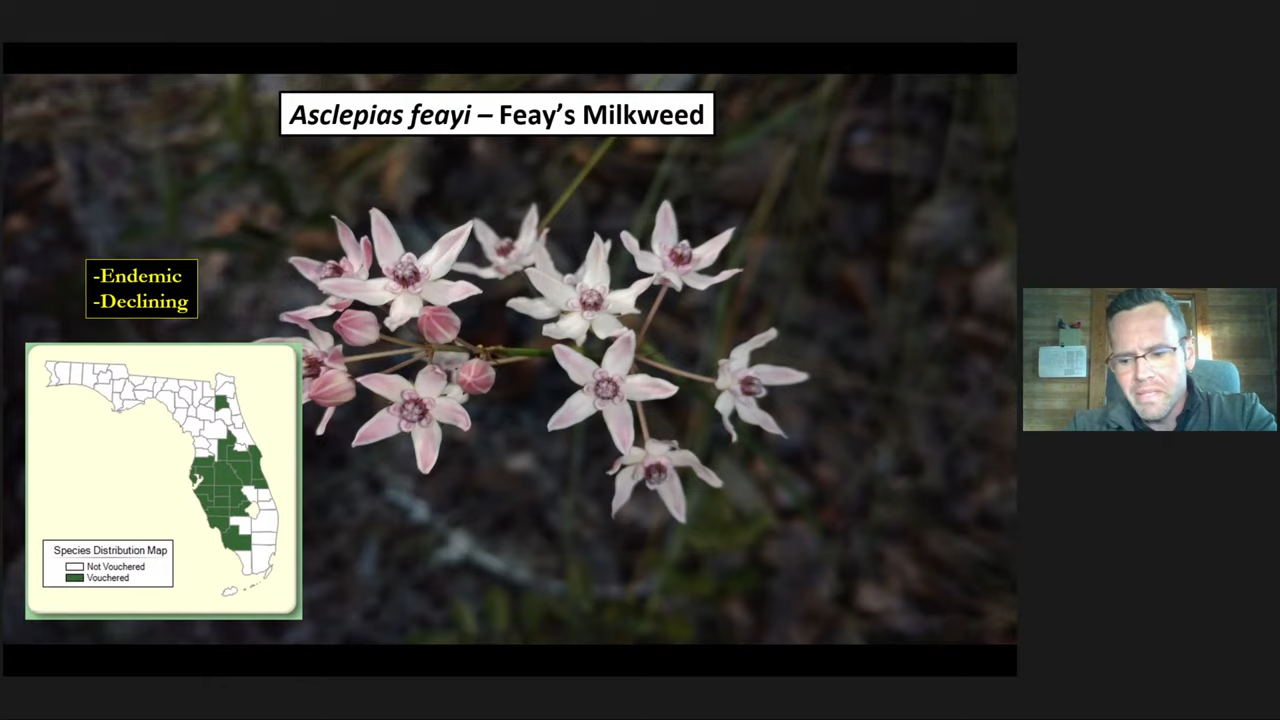 Asclepias feayi – Feay's Milkweed
-Endemic
-Declining
Species Distribution Map
Not Vouchered
Vouchered